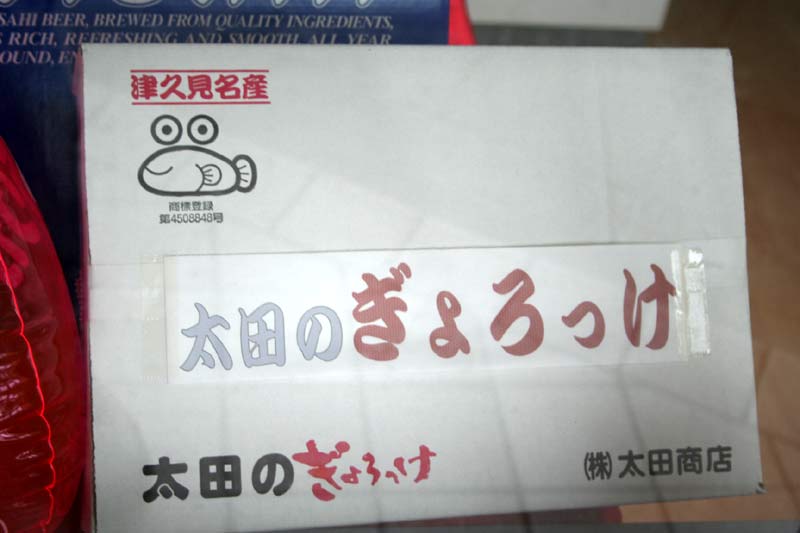 SAHI BEER, BREWED FROM QUALITY INGREDIENTS,
RICH, REFRESHING AND SMOOTH ALL YEAR
OUND,
津久見名産
商標登録
第4508848号
太田のぎょろっけ
太田のぎょろっけ
(株)太田商店